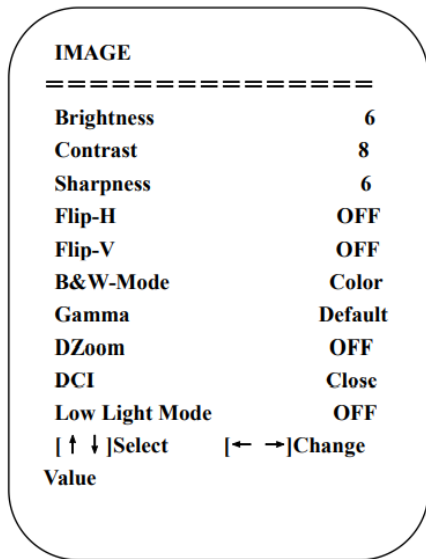 IMAGE
================
Brightness 6
Contrast 8
Sharpness 6
Flip-H OFF
Flip-V OFF
B&W-Mode Color
Gamma Default
DZoom OFF
DCI Close
Low Light Mode OFF
[↑ ↓]Select [← →]Change
Value